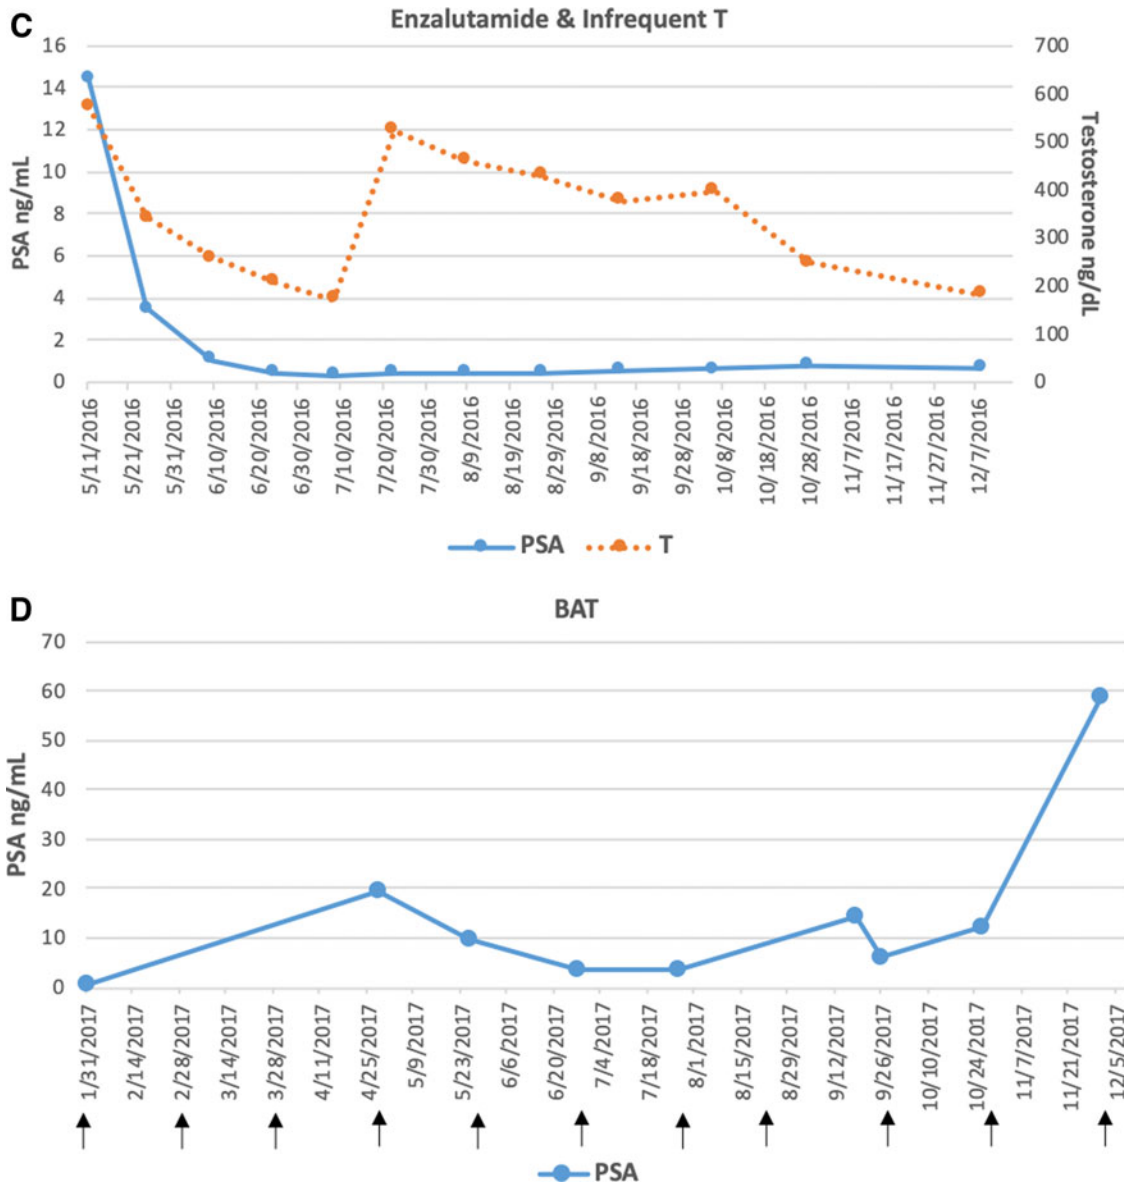 C
Enzalutamide & Infrequent T
16 14 12 10 8 6 4 2 0
PSA ng/mL
700 600 500 400 300 200 100 0
Testosterone ng/dL
5/11/2016 5/21/2016 5/31/2016 6/10/2016 6/20/2016 6/30/2016 7/10/2016 7/20/2016 7/30/2016 8/9/2016 8/19/2016 8/29/2016 9/8/2016 9/18/2016 9/28/2016 10/8/2016 10/18/2016 10/28/2016 11/7/2016 11/17/2016 11/27/2016 12/7/2016
PSA T
D
BAT
70 60 50 40 30 20 10 0
PSA ng/mL
1/31/2017 2/14/2017 2/28/2017 3/14/2017 3/28/2017 4/11/2017 4/25/2017 5/9/2017 5/23/2017 6/6/2017 6/20/2017 7/4/2017 7/18/2017 8/1/2017 8/15/2017 8/29/2017 9/12/2017 9/26/2017 10/10/2017 10/24/2017 11/7/2017 11/21/2017 12/5/2017
PSA